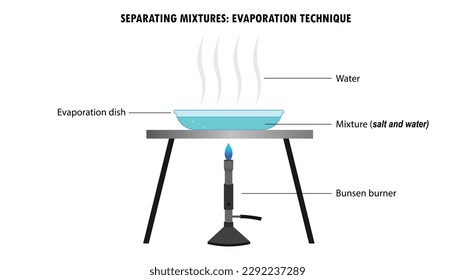 SEPARATING MIXTURES: EVAPORATION TECHNIQUE
Water
Evaporation dish
Mixture (salt and water)
Bunsen burner
shutterstock.com · 2292237289